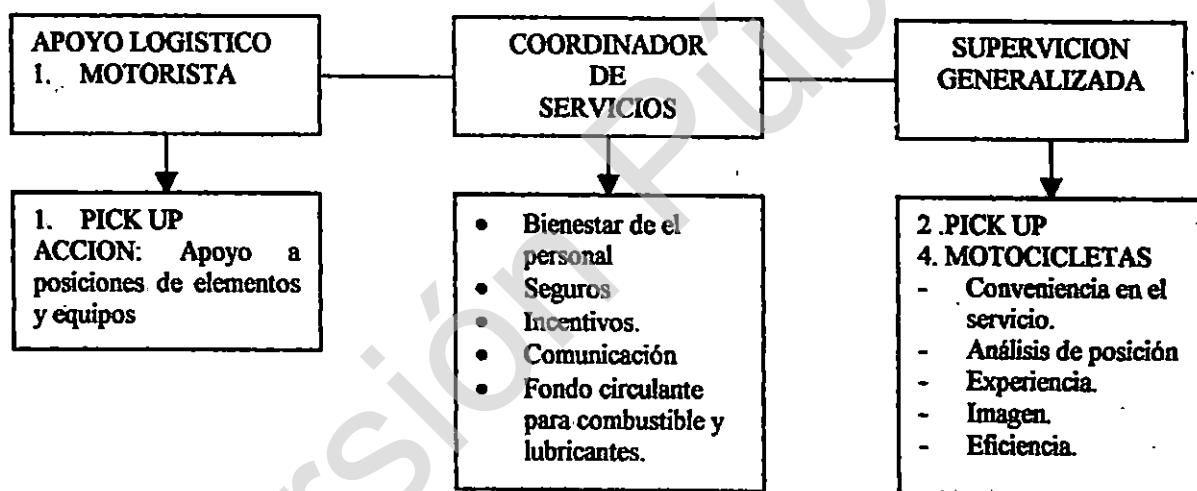 APOYO LOGISTICO
1. MOTORISTA
COORDINADOR
DE
SERVICIOS
SUPERVICION
GENERALIZADA
1. PICK UP
ACCION: Apoyo a
posiciones de elementos
y equipos
• Bienestar de el
personal
• Seguros
• Incentivos.
• Comunicación
• Fondo circulante
para combustible y
lubricantes.
2 .PICK UP
4. MOTOCICLETAS
- Conveniencia en el
servicio.
- Análisis de posición
- Experiencia.
- Imagen.
- Eficiencia.
rsión Púb